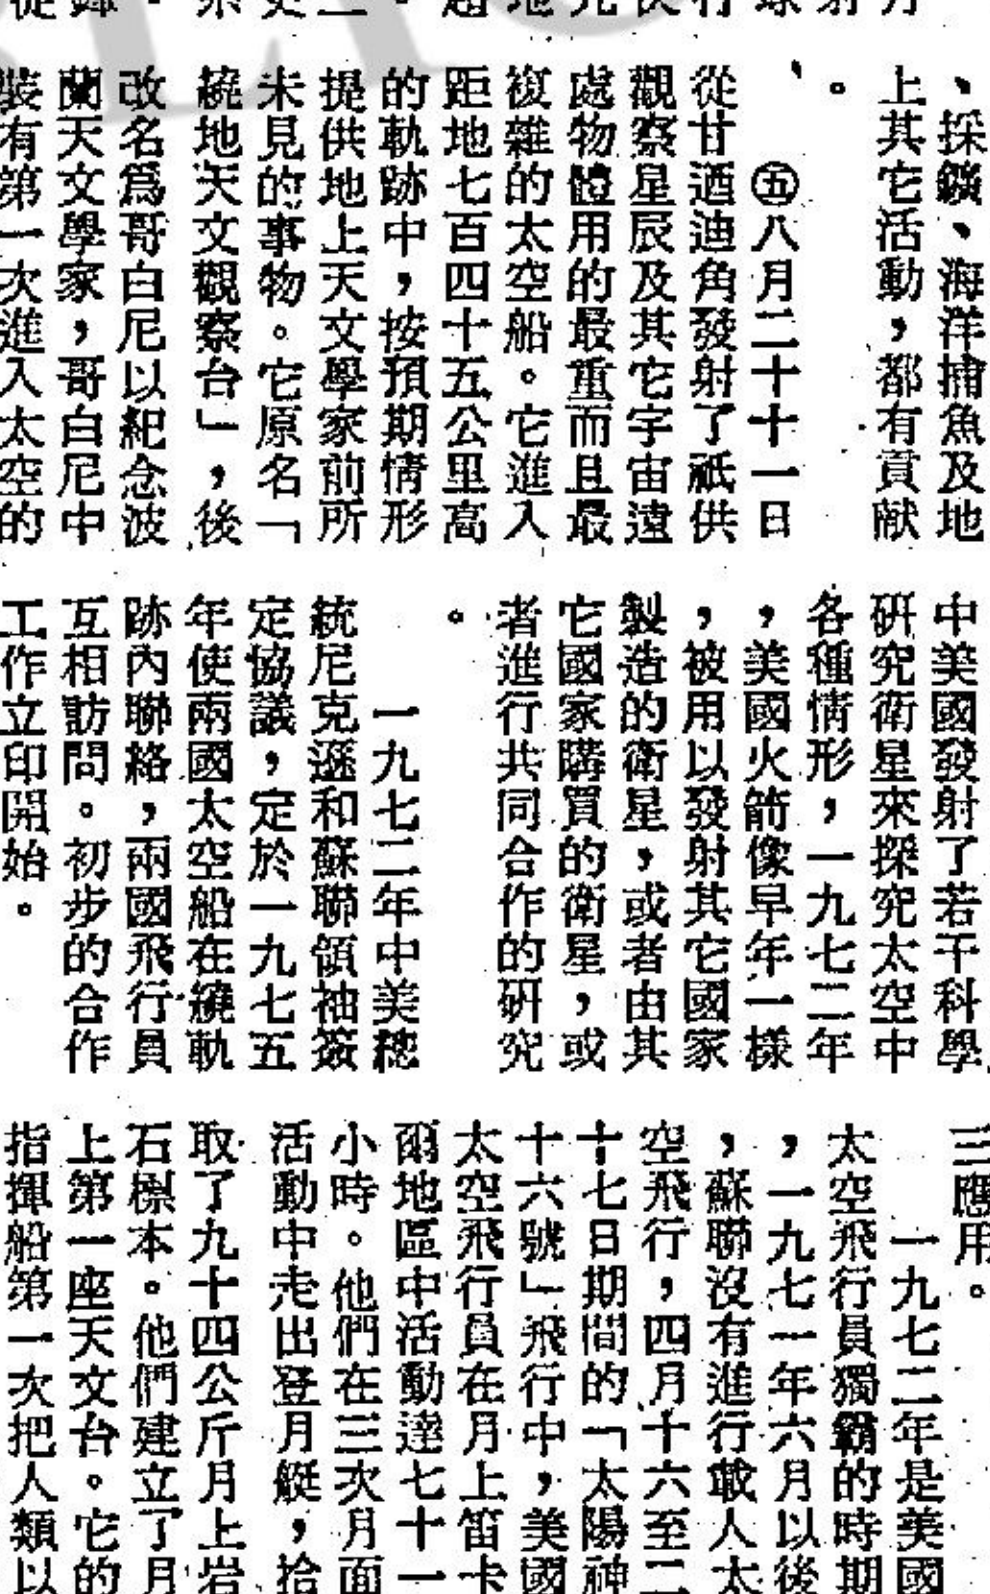 、採鑛、海洋捕魚及地
上其它活動，都有貢献
。
㊄八月二十十一日
、
從甘迺迪角發射了祇供
觀察星辰及其它字宙遠
處物體用的最重而且最
複雜的太空船。它進入
距地七百四十五公里高
的軌跡中，按預期情形
提供地上天文學家前所
未見的事物。它原名「
繞地天文觀察台」，後
改名爲哥白尼以紀念波
蘭天文學家，哥白尼中
裝有第一次進入太空的
中美國發射了若干科學
研究衛星來探究太空中
各種情形，一九七二年
，美國火箭像早年一樣
，被用以發射其它國家
製造的衛星，或者由其
它國家購買的衛星，或
者進行共同合作的研究
。
一九七二年中美總
統尼克遜和蘇聯領袖簽
定協議，定於一九七五
年使兩國太空船在繞軌
跡內聯絡，兩國飛行員
互相訪問。初步的合作
工作立印開始。
三應用。
一九七二年是美國
太空飛行員獨霸的時期
，一九七一年六月以後
，蘇聯沒有進行載人太
空飛行，四月十六至二
十七日期間的「太陽神
十六號」飛行中，美國
太空飛行員在月上笛卡
爾地區中活動達七十一
小時。他們在三次月面
活動中走出登月艇，拾
取了九十四公斤月上岩
石標本。他們建立了月
上第一座天文台。它的
指揮船第一次把人類以